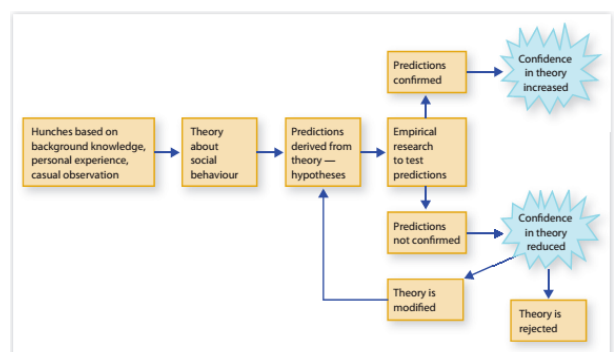 Hunches based on
background knowledge,
personal experience,
casual observation
Theory
about
social
behaviour
Predictions
derived from
theory —
hypotheses
Empirical
research
to test
predictions
Predictions
confirmed
Confidence
in theory
increased
Predictions
not confirmed
Confidence
in theory
reduced
Theory is
modified
Theory is
rejected